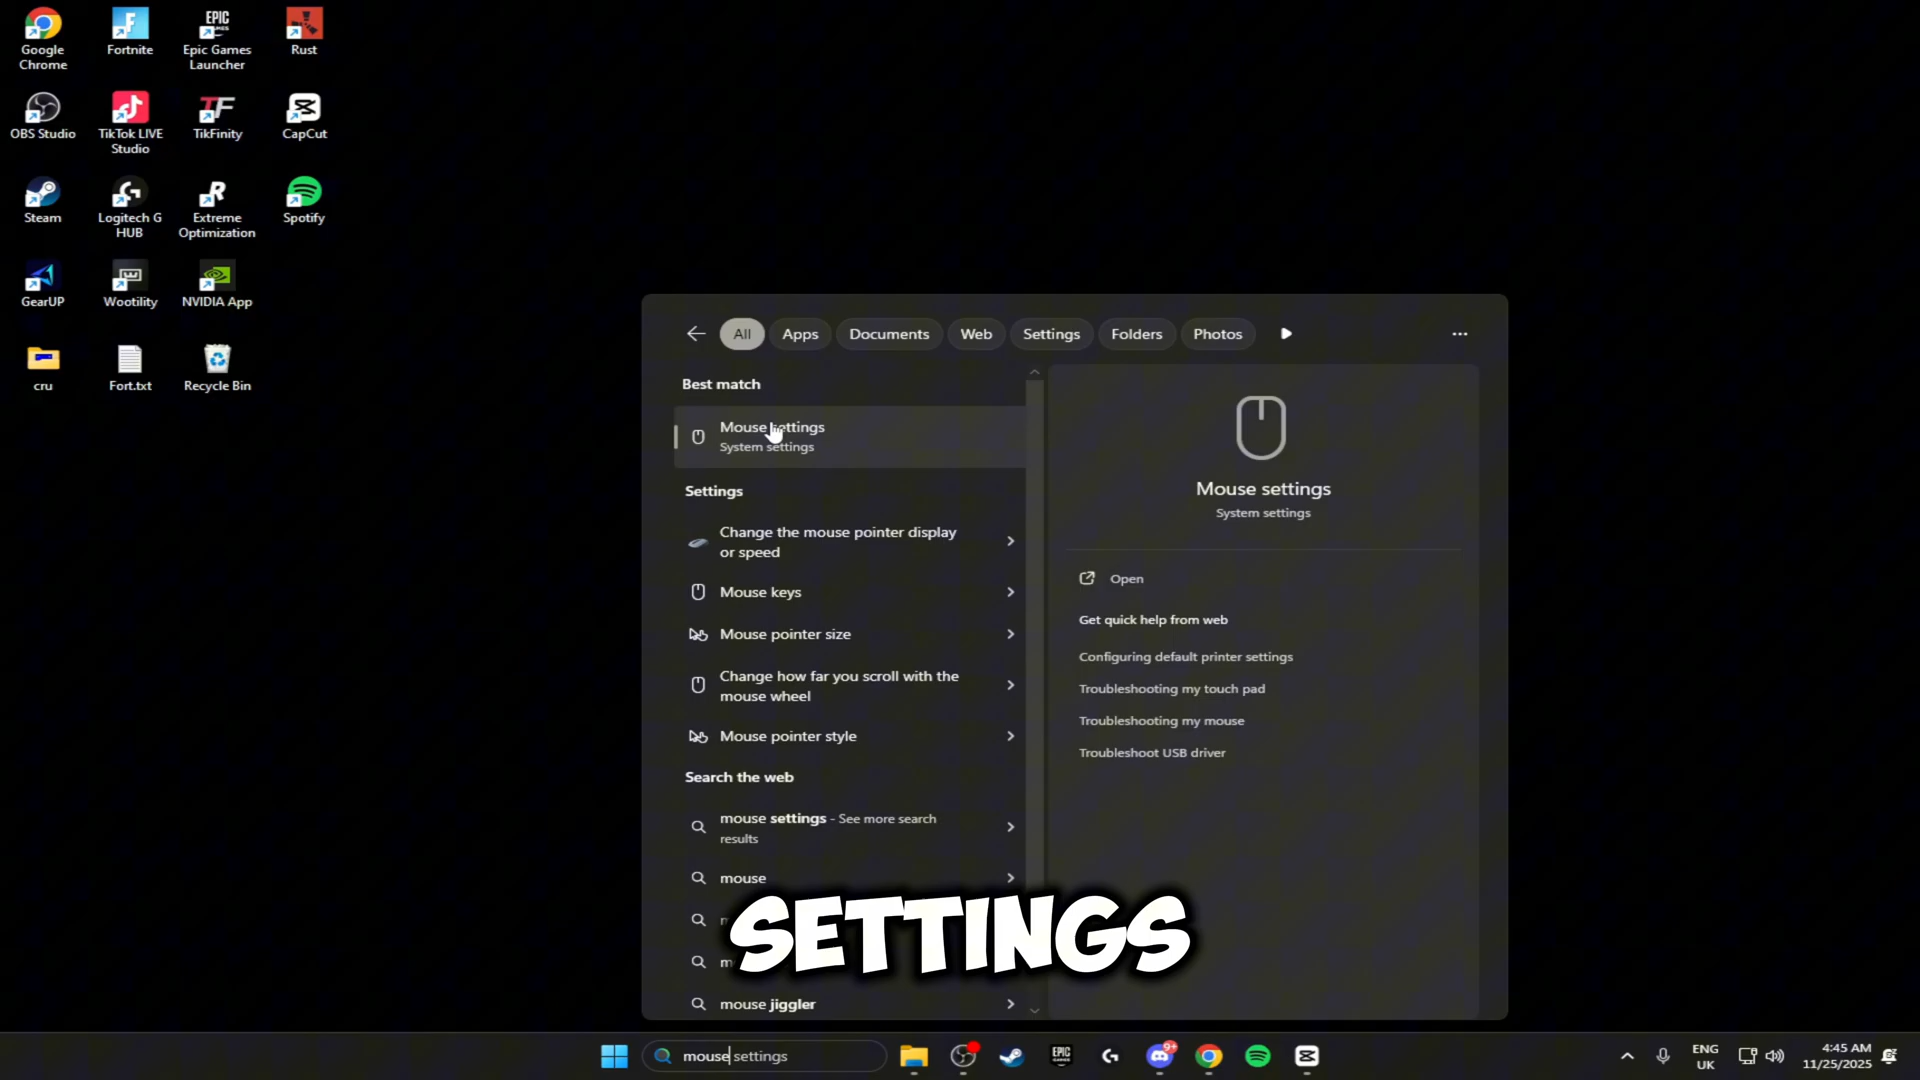 Google
Chrome
Fortnite
EPIC
GAMES
Epic Games
Launcher
Rust
OBS Studio
TikTok LIVE
Studio
TF
TikFinity
CapCut
Steam
Logitech G
HUB
R
Extreme
Optimization
Spotify
GearUP
Wootility
NVIDIA App
cru
Fort.txt
Recycle Bin
All
Apps
Documents
Web
Settings
Folders
Photos
Best match
Mouse settings
System settings
Settings
Change the mouse pointer display
or speed
Mouse keys
Mouse pointer size
Change how far you scroll with the
mouse wheel
Mouse pointer style
Search the web
mouse settings - See more search
results
mouse
mouse jiggler
Mouse settings
System settings
Open
Get quick help from web
Configuring default printer settings
Troubleshooting my touch pad
Troubleshooting my mouse
Troubleshoot USB driver
SETTINGS
mouse settings
EPIC
9+
ENG
UK
4:45 AM
11/25/2025